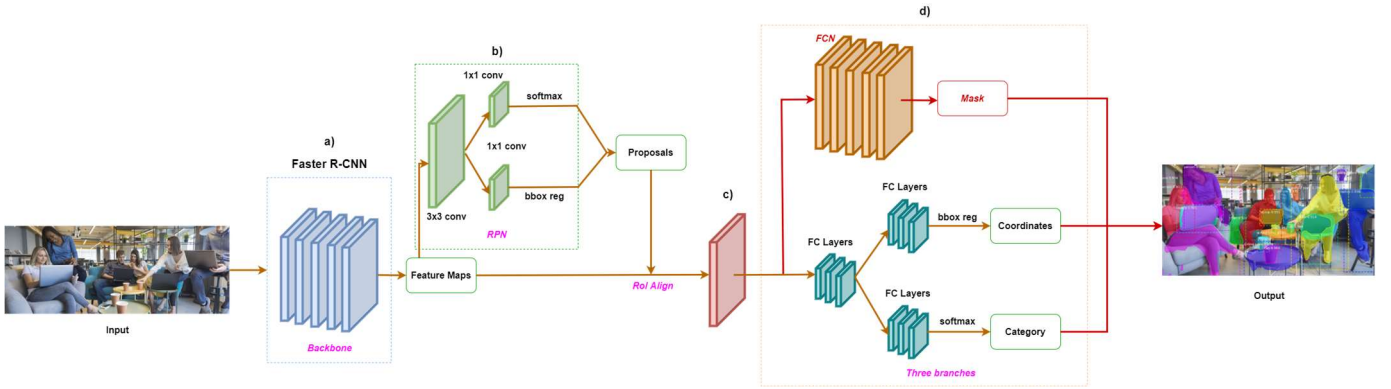 d)
FCN
b)
1x1 conv
softmax
Mask
a)
Faster R-CNN
1x1 conv
Proposals
bbox reg
3x3 conv
RPN
c)
FC Layers
bbox reg
Coordinates
FC Layers
Feature Maps
RoI Align
FC Layers
softmax
Category
Input
Backbone
Three branches
Output